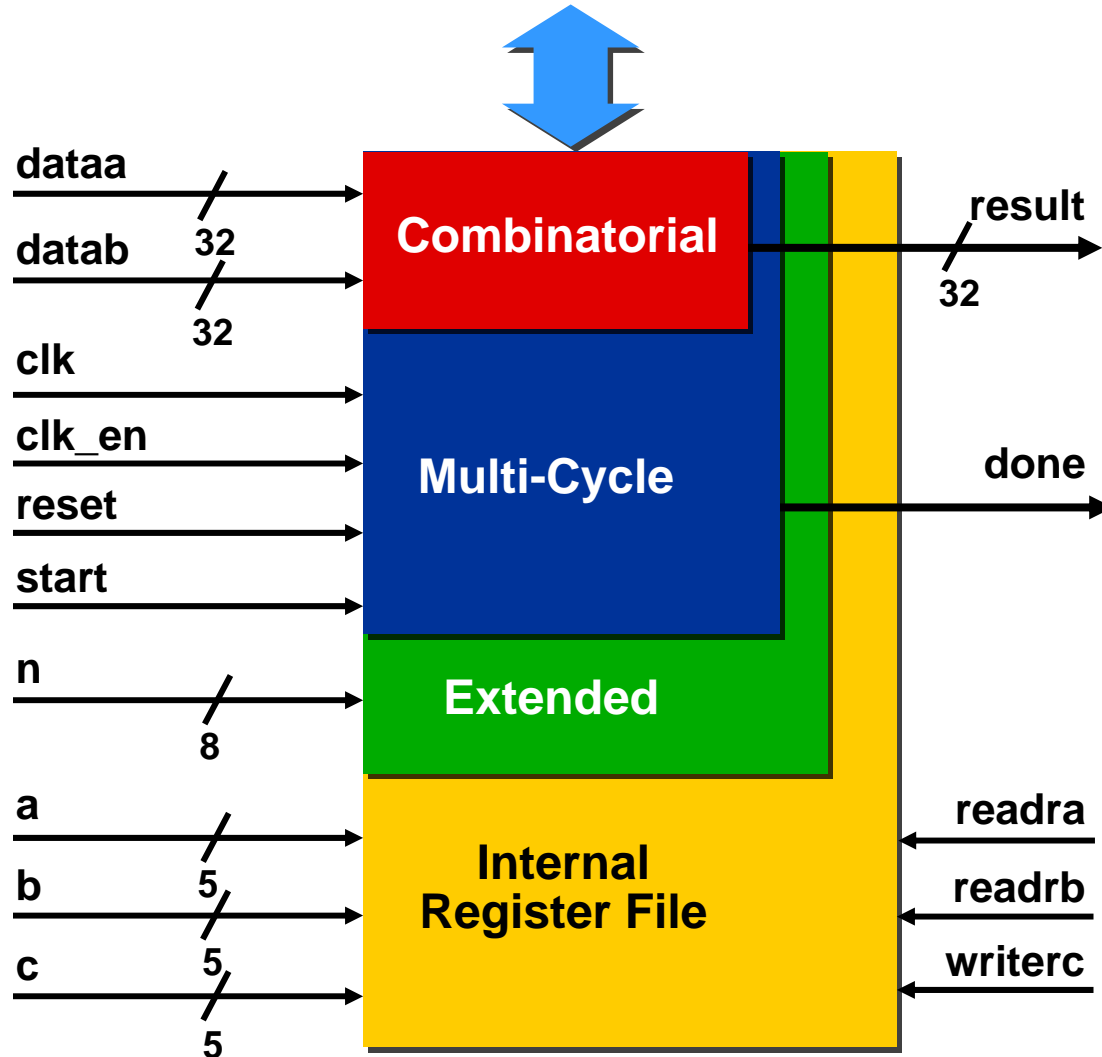 dataa
32
datab
32
clk
clk_en
reset
start
n
8
a
5
b
5
c
5
Combinatorial
Multi-Cycle
Extended
Internal
Register File
result
32
done
readra
readrb
writerc